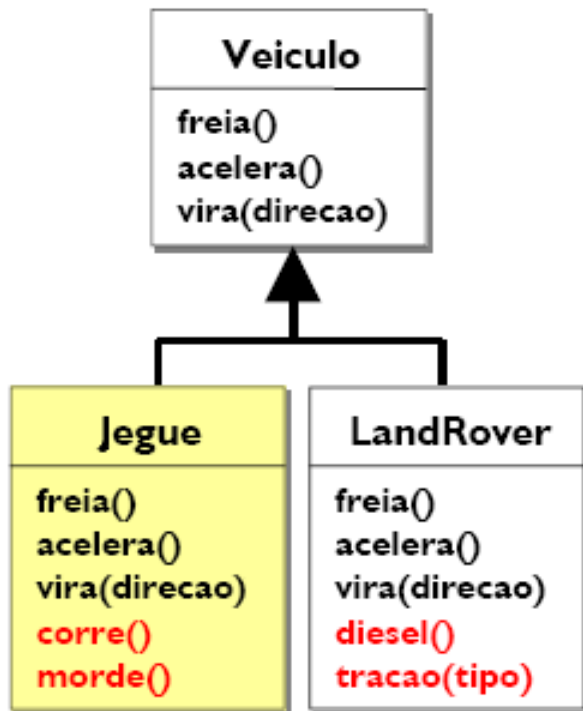 Veiculo
freia()
acelera()
vira(direcao)
Jegue
freia()
acelera()
vira(direcao)
corre()
morde()
LandRover
freia()
acelera()
vira(direcao)
diesel()
tracao(tipo)